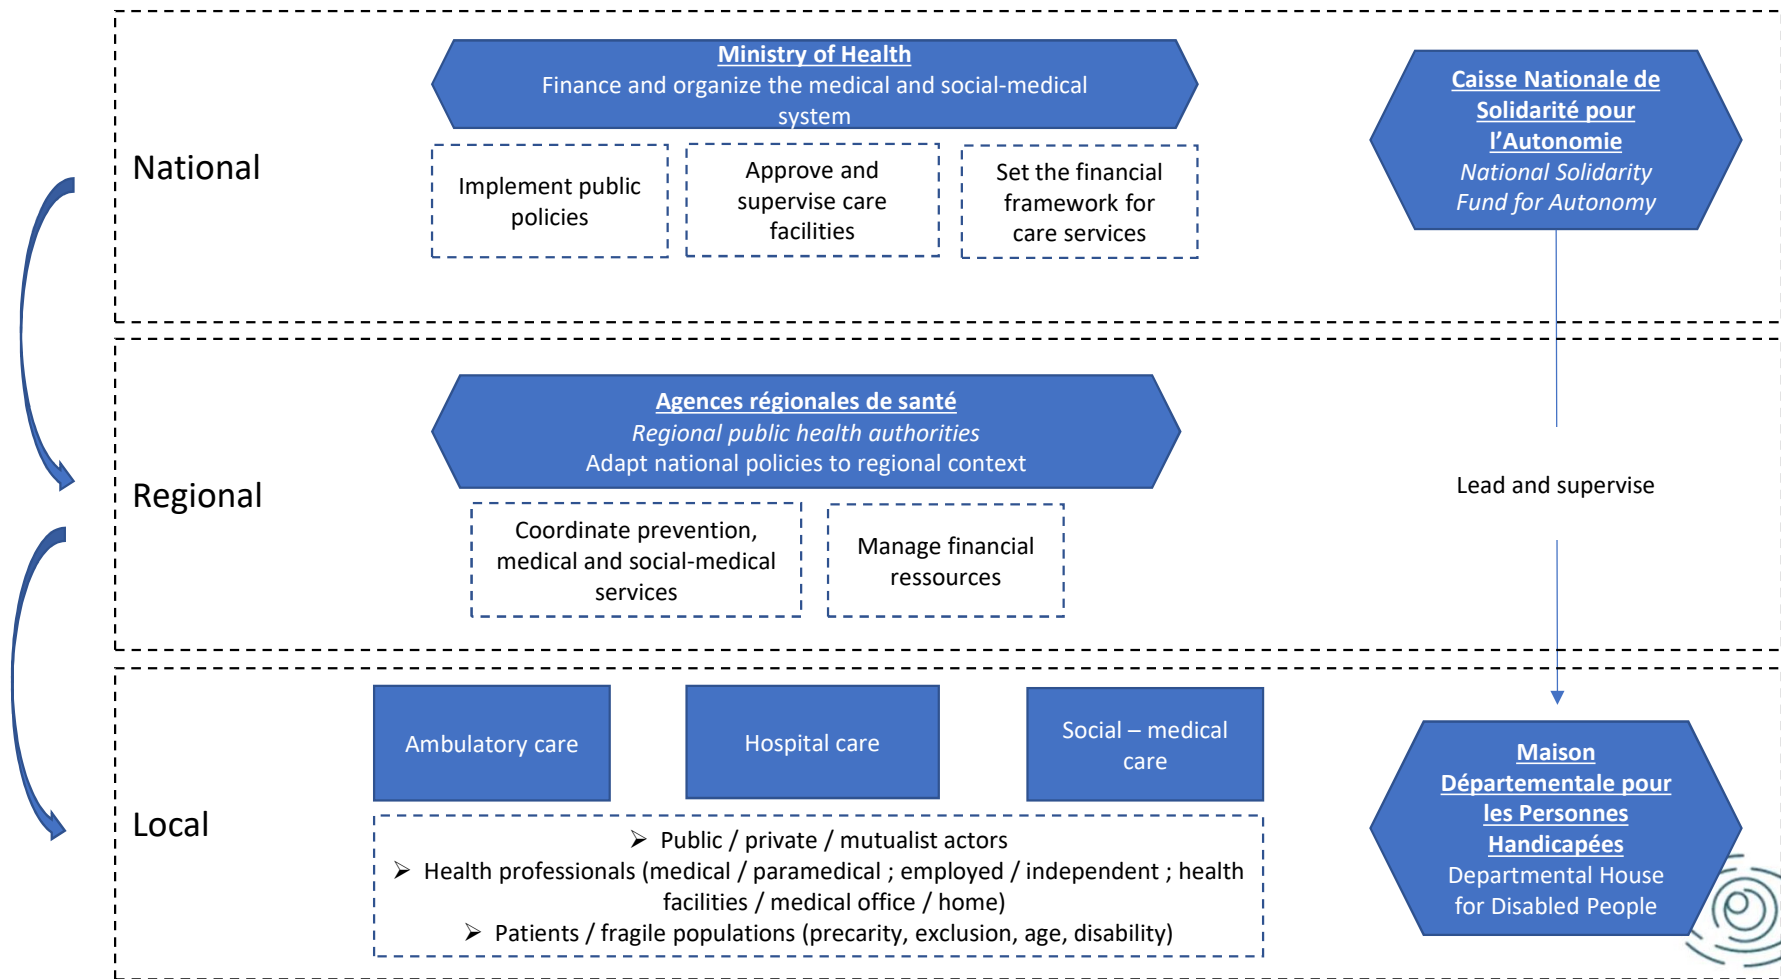 National
Ministry of Health
Finance and organize the medical and social-medical
system
Implement public
policies
Approve and
supervise care
facilities
Set the financial
framework for
care services
Caisse Nationale de
Solidarité pour
l’Autonomie
National Solidarity
Fund for Autonomy
Regional
Agences régionales de santé
Regional public health authorities
Adapt national policies to regional context
Coordinate prevention,
medical and social-medical
services
Manage financial
ressources
Lead and supervise
Local
Ambulatory care
Hospital care
Social – medical
care
➢ Public / private / mutualist actors
➢ Health professionals (medical / paramedical ; employed / independent ; health
facilities / medical office / home)
➢ Patients / fragile populations (precarity, exclusion, age, disability)
Maison
Départementale pour
les Personnes
Handicapées
Departmental House
for Disabled People